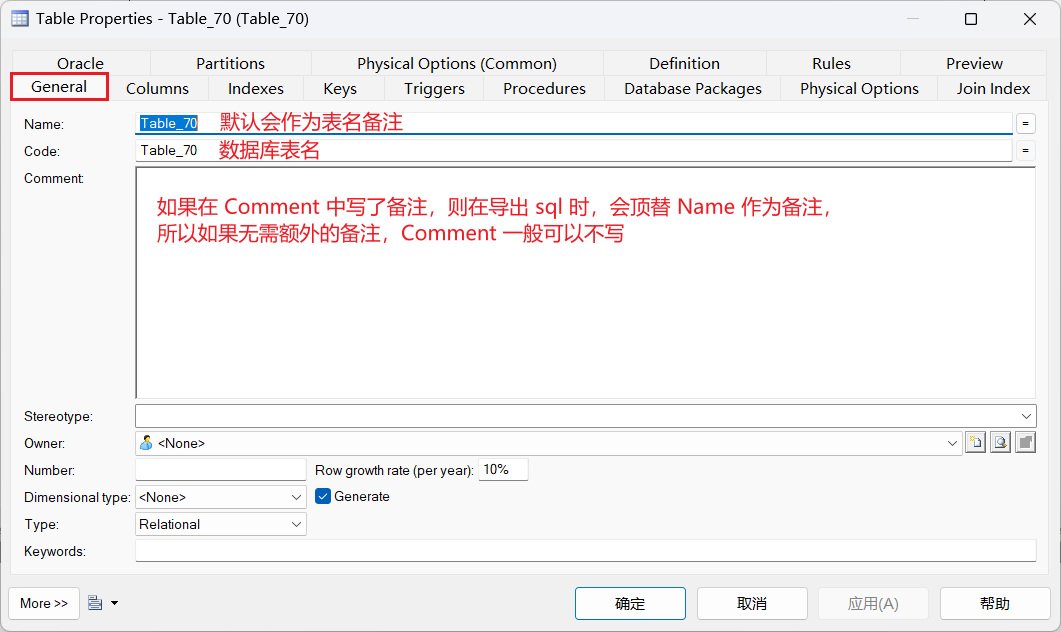 Table Properties - Table_70 (Table_70)
Oracle Partitions Physical Options (Common) Definition Rules Preview
General Columns Indexes Keys Triggers Procedures Database Packages Physical Options Join Index
Name: Table_70 默认会作为表名备注 =
Code: Table_70 数据库表名 =
Comment:
如果在 Comment 中写了备注，则在导出 sql 时，会顶替 Name 作为备注，
所以如果无需额外的备注，Comment 一般可以不写
Stereotype:
Owner: <None>
Number: Row growth rate (per year): 10%
Dimensional type: <None> Generate
Type: Relational
Keywords:
More >> 确定 取消 应用(A) 帮助